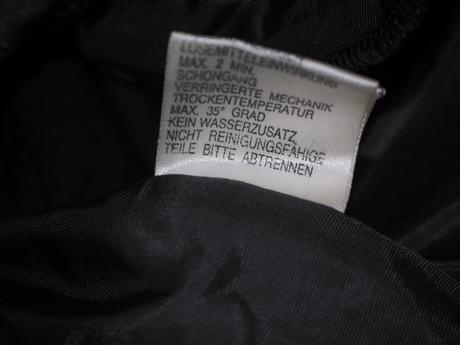 LÖSEMITTELEINWIRKUNG
MAX. 2 MIN.
SCHONGANG
VERRINGERTE MECHANIK
TROCKENTEMPERATUR
MAX. 35° GRAD
KEIN WASSERZUSATZ
NICHT REINIGUNGSFÄHIGE
TEILE BITTE ABTRENNEN